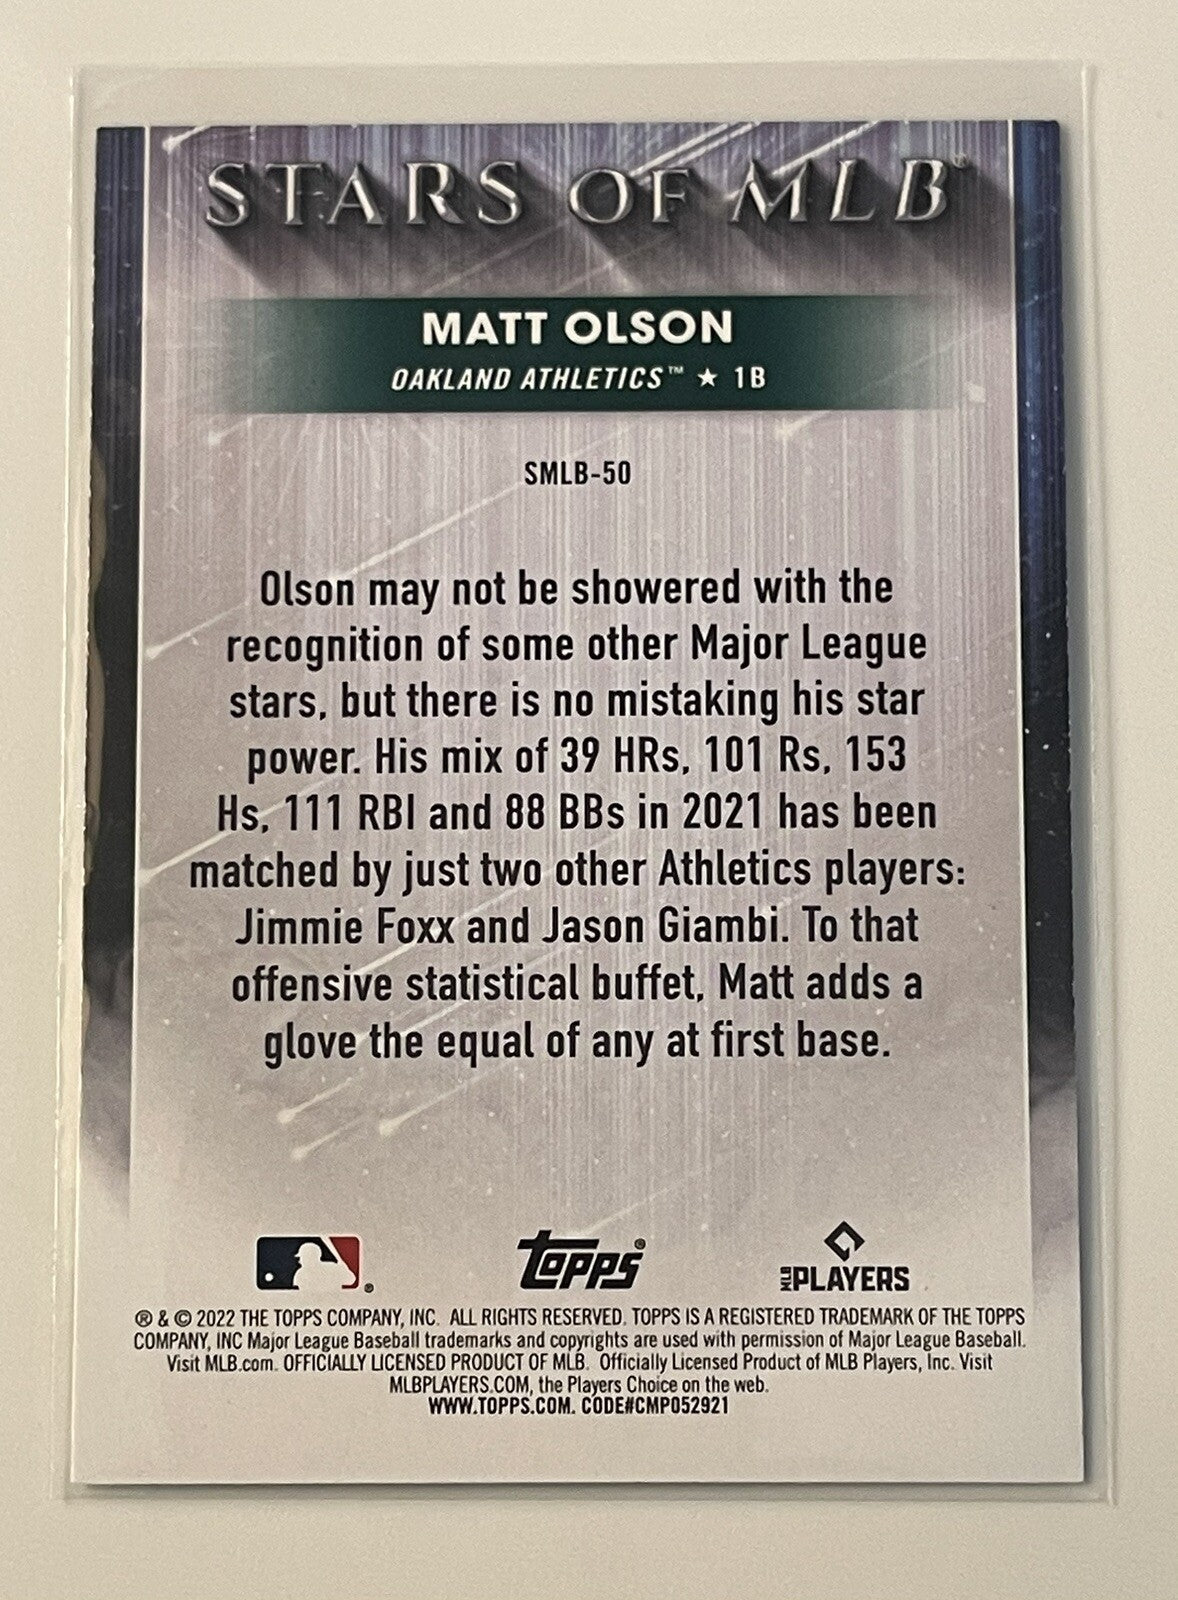 STARS OF MLB®
MATT OLSON
OAKLAND ATHLETICS™ ★ 1B
SMLB-50
Olson may not be showered with the
recognition of some other Major League
stars, but there is no mistaking his star
power. His mix of 39 HRs, 101 Rs, 153
Hs, 111 RBI and 88 BBs in 2021 has been
matched by just two other Athletics players:
Jimmie Foxx and Jason Giambi. To that
offensive statistical buffet, Matt adds a
glove the equal of any at first base.
®
Topps®
MLB PLAYERS
® & © 2022 THE TOPPS COMPANY, INC. ALL RIGHTS RESERVED. TOPPS IS A REGISTERED TRADEMARK OF THE TOPPS
COMPANY, INC Major League Baseball trademarks and copyrights are used with permission of Major League Baseball.
Visit MLB.com. OFFICIALLY LICENSED PRODUCT OF MLB. Officially Licensed Product of MLB Players, Inc. Visit
MLBPLAYERS.COM, the Players Choice on the web.
WWW.TOPPS.COM. CODE#CMP052921